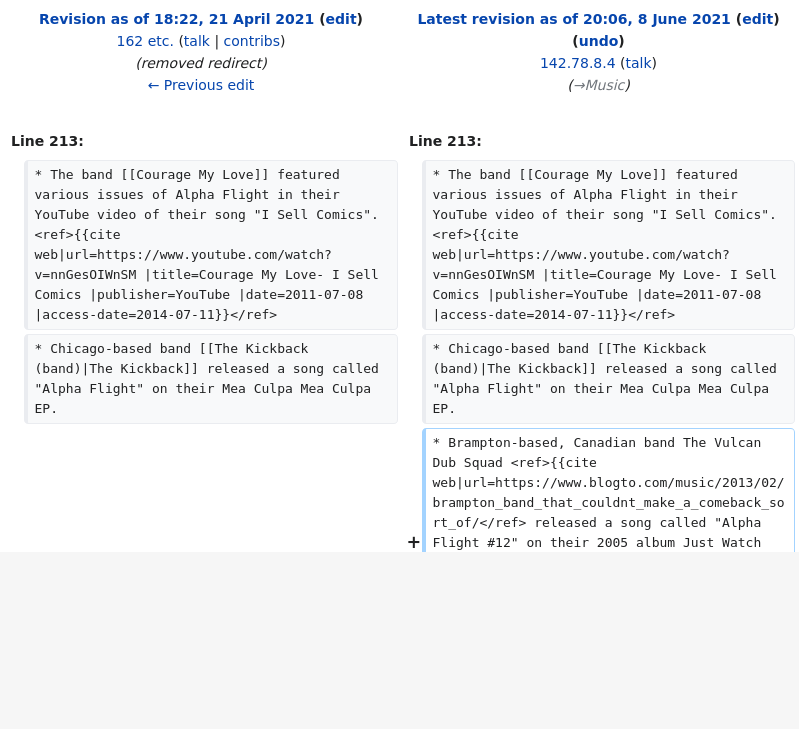 Revision as of 18:22, 21 April 2021 (edit)
162 etc. (talk | contribs)
(removed redirect)
← Previous edit
Latest revision as of 20:06, 8 June 2021 (edit)
(undo)
142.78.8.4 (talk)
(→Music)
Line 213:
* The band [[Courage My Love]] featured
various issues of Alpha Flight in their
YouTube video of their song "I Sell Comics".
<ref>{{cite
web|url=https://www.youtube.com/watch?
v=nnGesOIWnSM |title=Courage My Love- I Sell
Comics |publisher=YouTube |date=2011-07-08
|access-date=2014-07-11}}</ref>
* Chicago-based band [[The Kickback
(band)|The Kickback]] released a song called
"Alpha Flight" on their Mea Culpa Mea Culpa
EP.
Line 213:
* The band [[Courage My Love]] featured
various issues of Alpha Flight in their
YouTube video of their song "I Sell Comics".
<ref>{{cite
web|url=https://www.youtube.com/watch?
v=nnGesOIWnSM |title=Courage My Love- I Sell
Comics |publisher=YouTube |date=2011-07-08
|access-date=2014-07-11}}</ref>
* Chicago-based band [[The Kickback
(band)|The Kickback]] released a song called
"Alpha Flight" on their Mea Culpa Mea Culpa
EP.
* Brampton-based, Canadian band The Vulcan
Dub Squad <ref>{{cite
web|url=https://www.blogto.com/music/2013/02/
brampton_band_that_couldnt_make_a_comeback_so
rt_of/</ref> released a song called "Alpha
+ Flight #12" on their 2005 album Just Watch